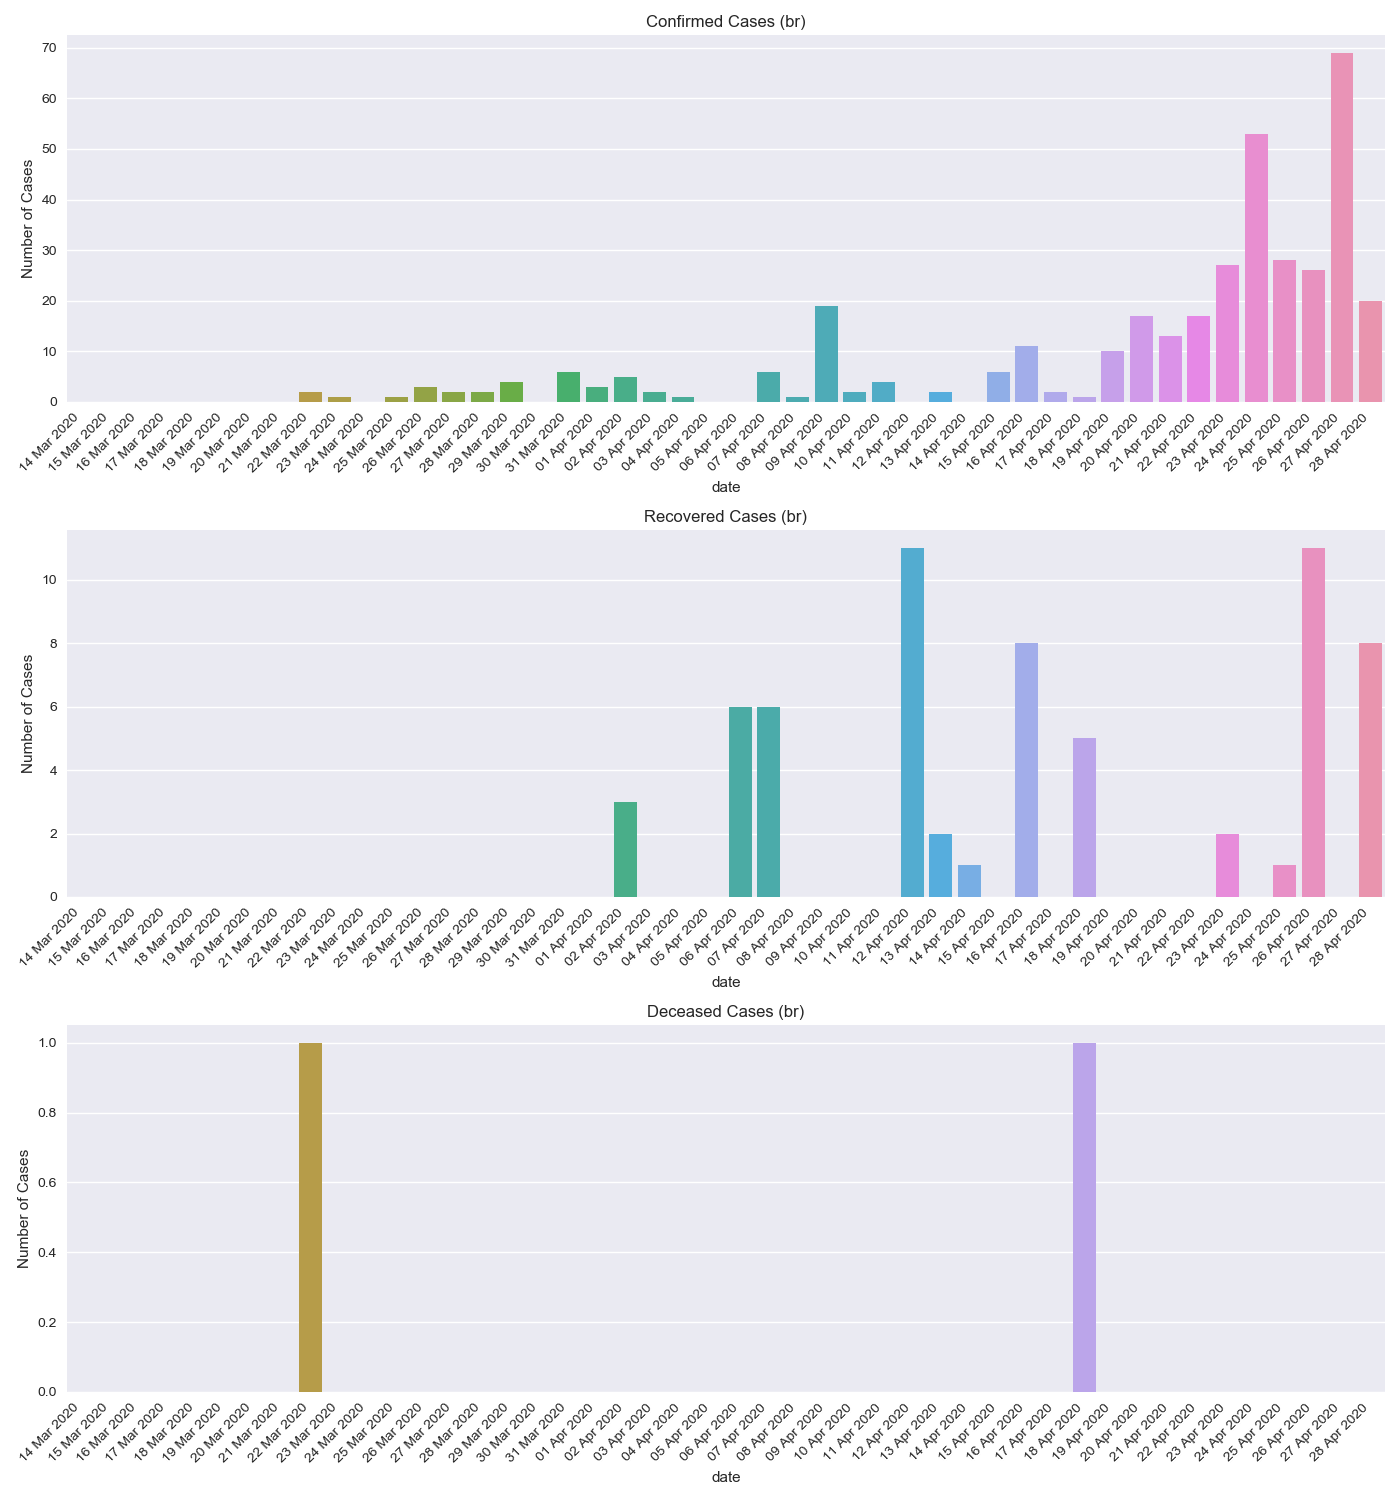 Confirmed Cases (br)
70
60
50
40
30
20
10
0
Number of Cases
14 Mar 2020
15 Mar 2020
16 Mar 2020
17 Mar 2020
18 Mar 2020
19 Mar 2020
20 Mar 2020
21 Mar 2020
22 Mar 2020
23 Mar 2020
24 Mar 2020
25 Mar 2020
26 Mar 2020
27 Mar 2020
28 Mar 2020
29 Mar 2020
30 Mar 2020
31 Mar 2020
01 Apr 2020
02 Apr 2020
03 Apr 2020
04 Apr 2020
05 Apr 2020
06 Apr 2020
07 Apr 2020
08 Apr 2020
09 Apr 2020
10 Apr 2020
11 Apr 2020
12 Apr 2020
13 Apr 2020
14 Apr 2020
15 Apr 2020
16 Apr 2020
17 Apr 2020
18 Apr 2020
19 Apr 2020
20 Apr 2020
21 Apr 2020
22 Apr 2020
23 Apr 2020
24 Apr 2020
25 Apr 2020
26 Apr 2020
27 Apr 2020
28 Apr 2020
date
Recovered Cases (br)
10
8
6
4
2
0
Number of Cases
14 Mar 2020
15 Mar 2020
16 Mar 2020
17 Mar 2020
18 Mar 2020
19 Mar 2020
20 Mar 2020
21 Mar 2020
22 Mar 2020
23 Mar 2020
24 Mar 2020
25 Mar 2020
26 Mar 2020
27 Mar 2020
28 Mar 2020
29 Mar 2020
30 Mar 2020
31 Mar 2020
01 Apr 2020
02 Apr 2020
03 Apr 2020
04 Apr 2020
05 Apr 2020
06 Apr 2020
07 Apr 2020
08 Apr 2020
09 Apr 2020
10 Apr 2020
11 Apr 2020
12 Apr 2020
13 Apr 2020
14 Apr 2020
15 Apr 2020
16 Apr 2020
17 Apr 2020
18 Apr 2020
19 Apr 2020
20 Apr 2020
21 Apr 2020
22 Apr 2020
23 Apr 2020
24 Apr 2020
25 Apr 2020
26 Apr 2020
27 Apr 2020
28 Apr 2020
date
Deceased Cases (br)
1.0
0.8
0.6
0.4
0.2
0.0
Number of Cases
14 Mar 2020
15 Mar 2020
16 Mar 2020
17 Mar 2020
18 Mar 2020
19 Mar 2020
20 Mar 2020
21 Mar 2020
22 Mar 2020
23 Mar 2020
24 Mar 2020
25 Mar 2020
26 Mar 2020
27 Mar 2020
28 Mar 2020
29 Mar 2020
30 Mar 2020
31 Mar 2020
01 Apr 2020
02 Apr 2020
03 Apr 2020
04 Apr 2020
05 Apr 2020
06 Apr 2020
07 Apr 2020
08 Apr 2020
09 Apr 2020
10 Apr 2020
11 Apr 2020
12 Apr 2020
13 Apr 2020
14 Apr 2020
15 Apr 2020
16 Apr 2020
17 Apr 2020
18 Apr 2020
19 Apr 2020
20 Apr 2020
21 Apr 2020
22 Apr 2020
23 Apr 2020
24 Apr 2020
25 Apr 2020
26 Apr 2020
27 Apr 2020
28 Apr 2020
date